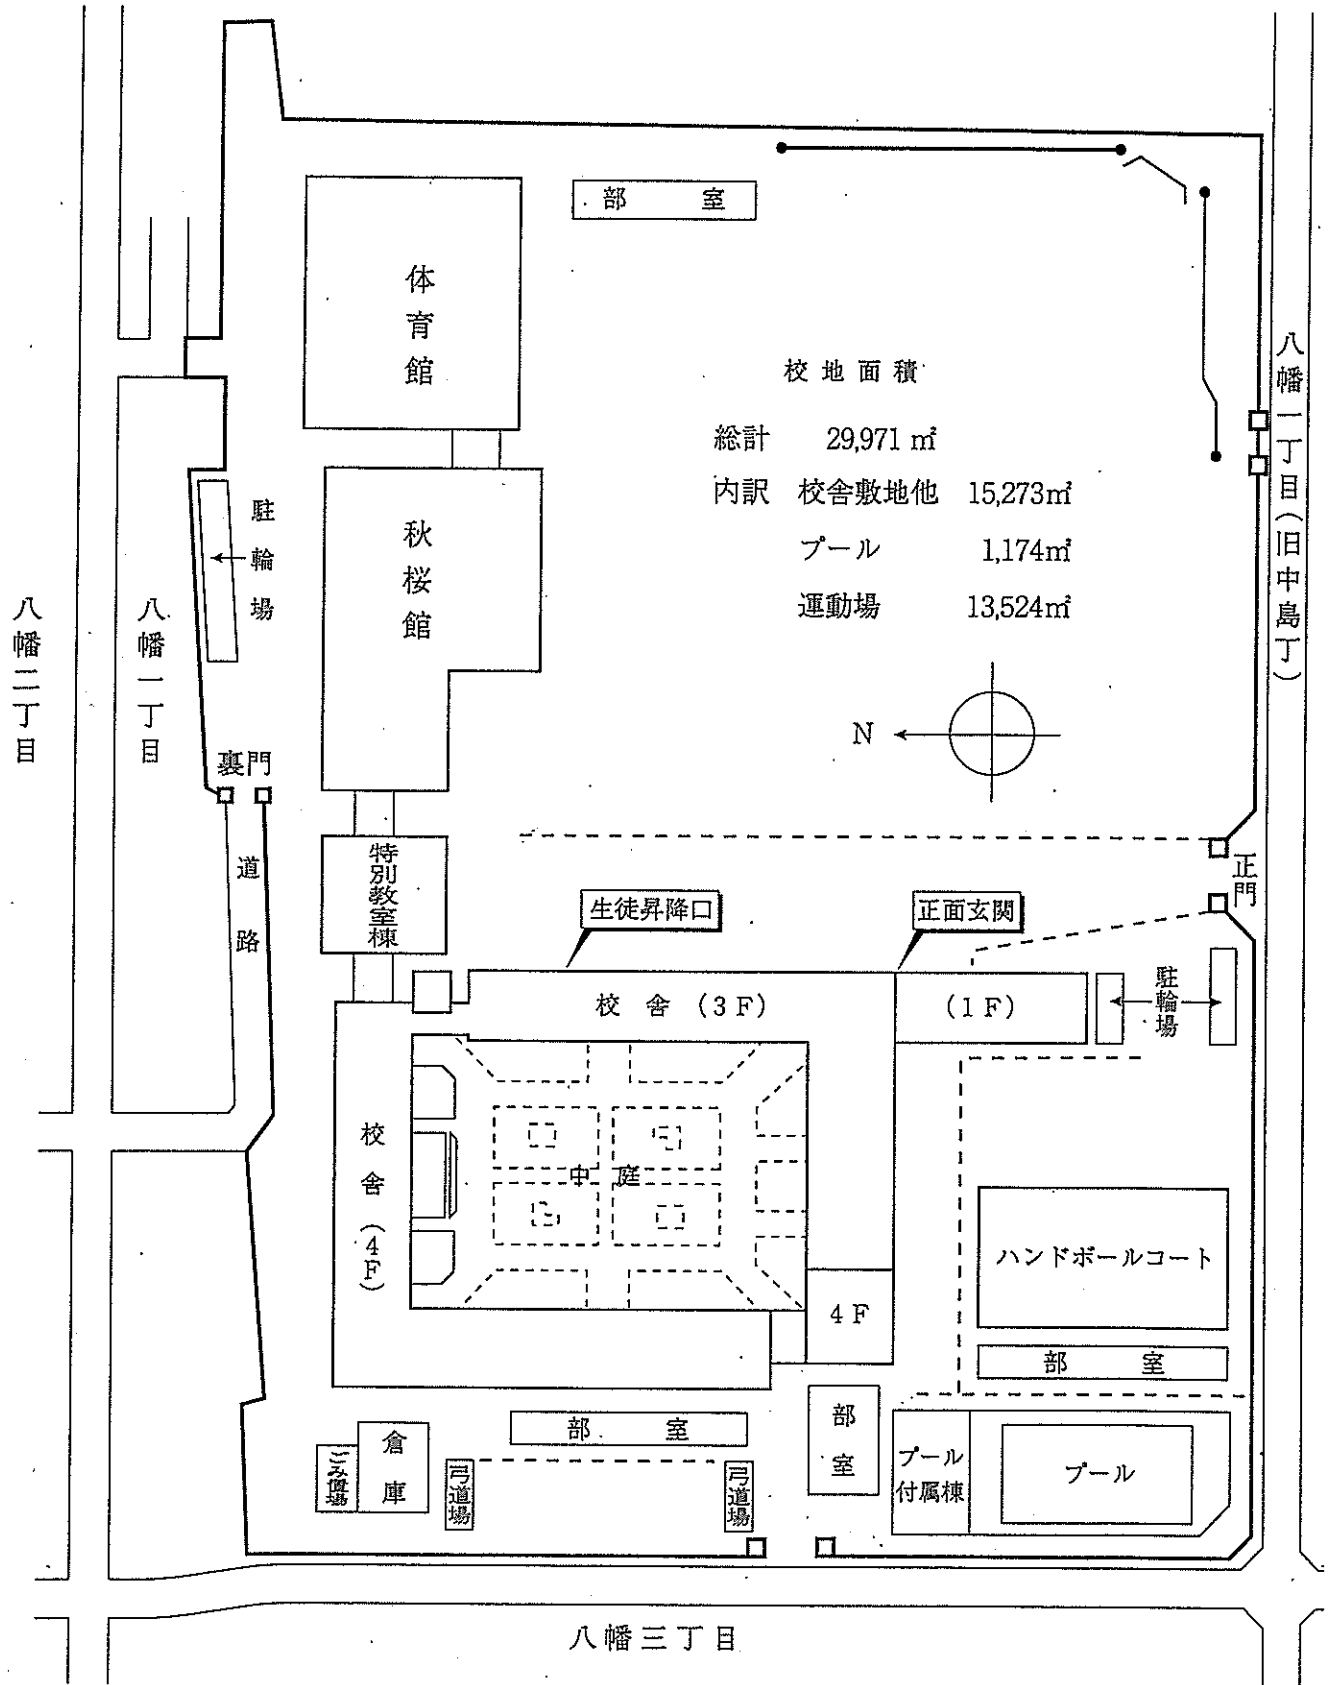 部　室
体育館
校地面積
総計　29,971㎡
内訳　校舎敷地他　15,273㎡
プール　1,174㎡
運動場　13,524㎡
八幡一丁目(旧中島丁)
駐輪場
秋桜館
八幡二丁目
八幡一丁目
N
裏門
道路
特別教室棟
正門
生徒昇降口
正面玄関
校舎(3F)
(1F)
駐輪場
校舎(4F)
中庭
ハンドボールコート
4F
部　室
部　室
部室
倉庫
ごみ置場
弓道場
弓道場
プール付属棟
プール
八幡三丁目